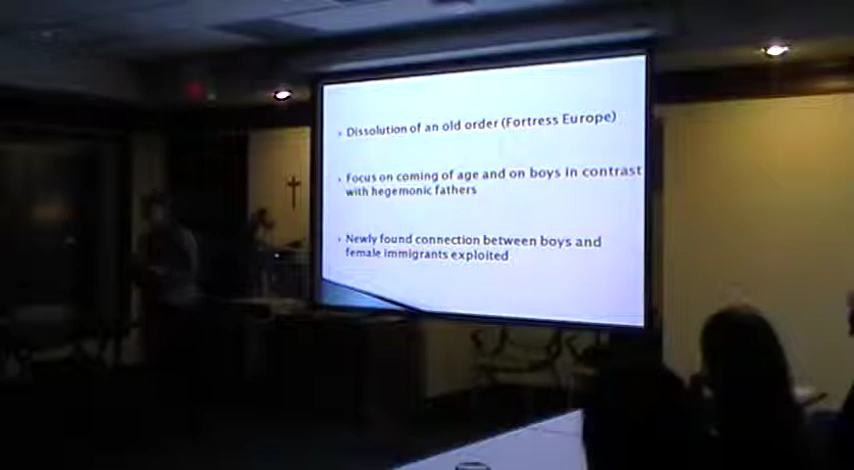 Dissolution of an old order (Fortress Europe)
Focus on coming of age and on boys in contrast
with hegemonic fathers
Newly found connection between boys and
female immigrants exploited